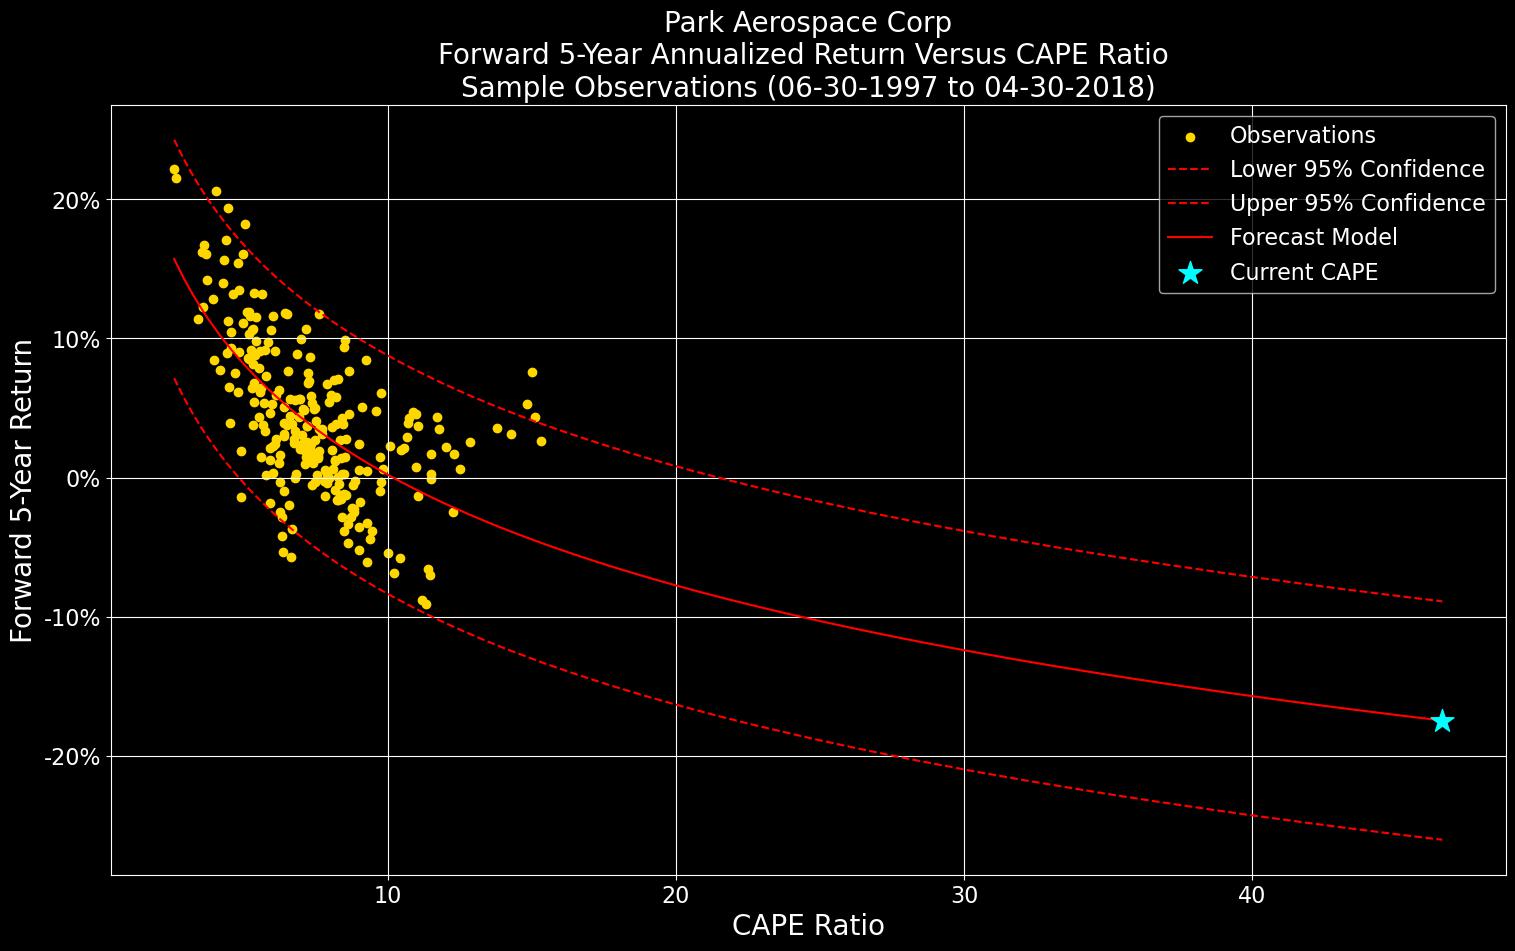 Park Aerospace Corp
Forward 5-Year Annualized Return Versus CAPE Ratio
Sample Observations (06-30-1997 to 04-30-2018)
Observations
Lower 95% Confidence
Upper 95% Confidence
Forecast Model
Current CAPE
Forward 5-Year Return
20%
10%
0%
-10%
-20%
10
20
30
40
CAPE Ratio